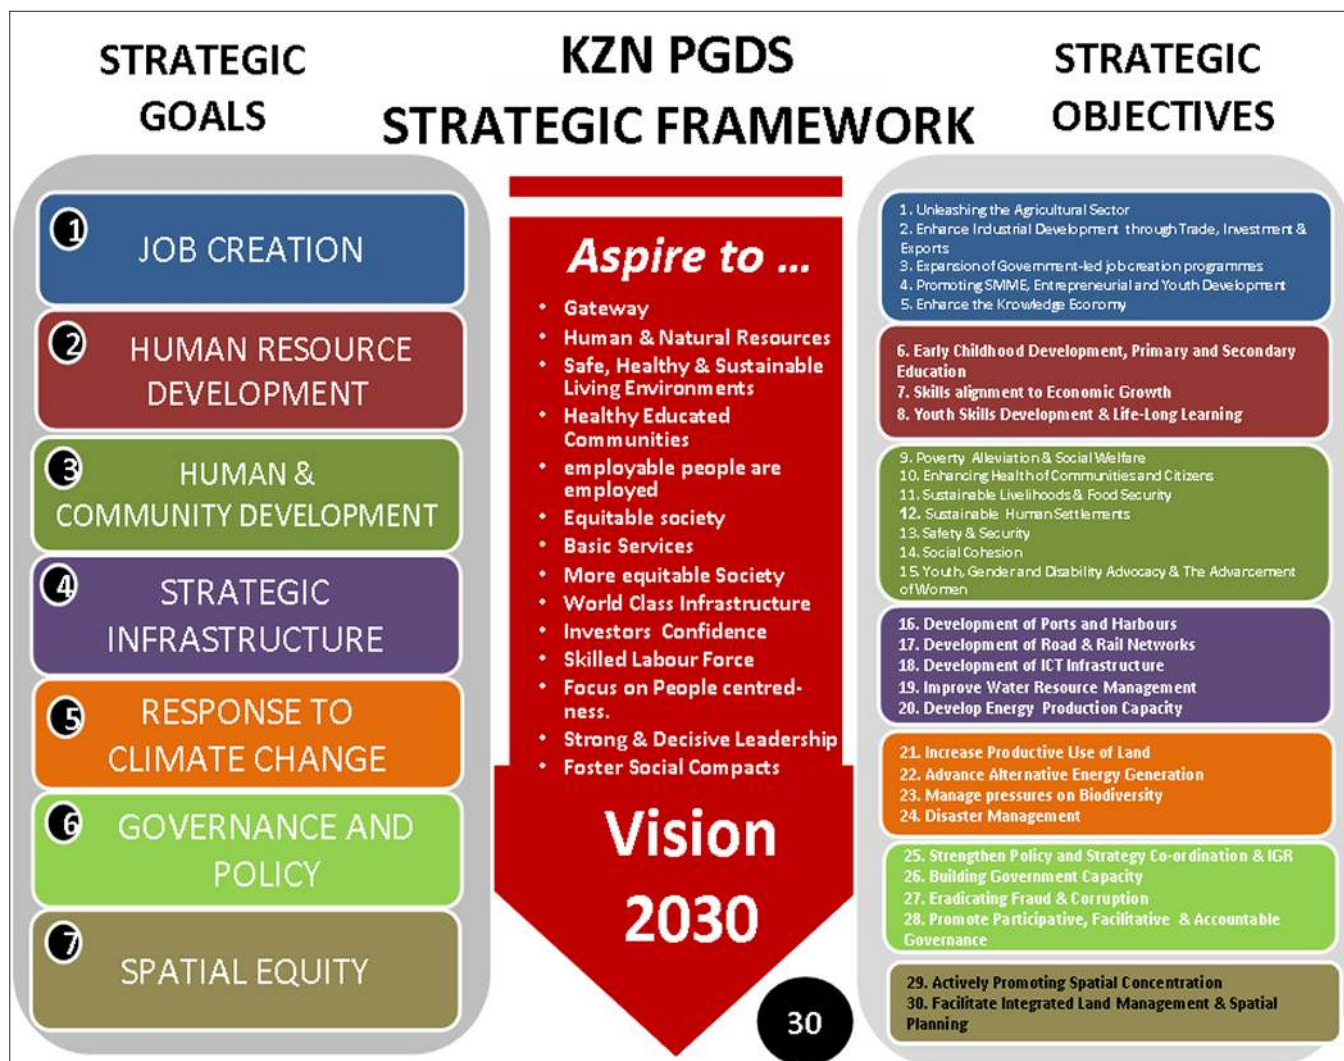 STRATEGIC
GOALS
KZN PGDS
STRATEGIC FRAMEWORK
STRATEGIC
OBJECTIVES
1
JOB CREATION
2
HUMAN RESOURCE
DEVELOPMENT
3
HUMAN &
COMMUNITY DEVELOPMENT
4
STRATEGIC
INFRASTRUCTURE
5
RESPONSE TO
CLIMATE CHANGE
6
GOVERNANCE AND
POLICY
7
SPATIAL EQUITY
Aspire to ...
• Gateway
• Human & Natural Resources
• Safe, Healthy & Sustainable
Living Environments
• Healthy Educated
Communities
• employable people are
employed
• Equitable society
• Basic Services
• More equitable Society
• World Class Infrastructure
• Investors Confidence
• Skilled Labour Force
• Focus on People centred-
ness.
• Strong & Decisive Leadership
• Foster Social Compacts
Vision
2030
30
1. Unleashing the Agricultural Sector
2. Enhance Industrial Development through Trade, Investment &
Exports
3. Expansion of Government-led job creation programmes
4. Promoting SMME, Entrepreneurial and Youth Development
5. Enhance the Knowledge Economy
6. Early Childhood Development, Primary and Secondary
Education
7. Skills alignment to Economic Growth
8. Youth Skills Development & Life-Long Learning
9. Poverty Alleviation & Social Welfare
10. Enhancing Health of Communities and Citizens
11. Sustainable Livelihoods & Food Security
12. Sustainable Human Settlements
13. Safety & Security
14. Social Cohesion
15. Youth, Gender and Disability Advocacy & The Advancement
of Women
16. Development of Ports and Harbours
17. Development of Road & Rail Networks
18. Development of ICT Infrastructure
19. Improve Water Resource Management
20. Develop Energy Production Capacity
21. Increase Productive Use of Land
22. Advance Alternative Energy Generation
23. Manage pressures on Biodiversity
24. Disaster Management
25. Strengthen Policy and Strategy Co-ordination & IGR
26. Building Government Capacity
27. Eradicating Fraud & Corruption
28. Promote Participative, Facilitative & Accountable
Governance
29. Actively Promoting Spatial Concentration
30. Facilitate Integrated Land Management & Spatial
Planning